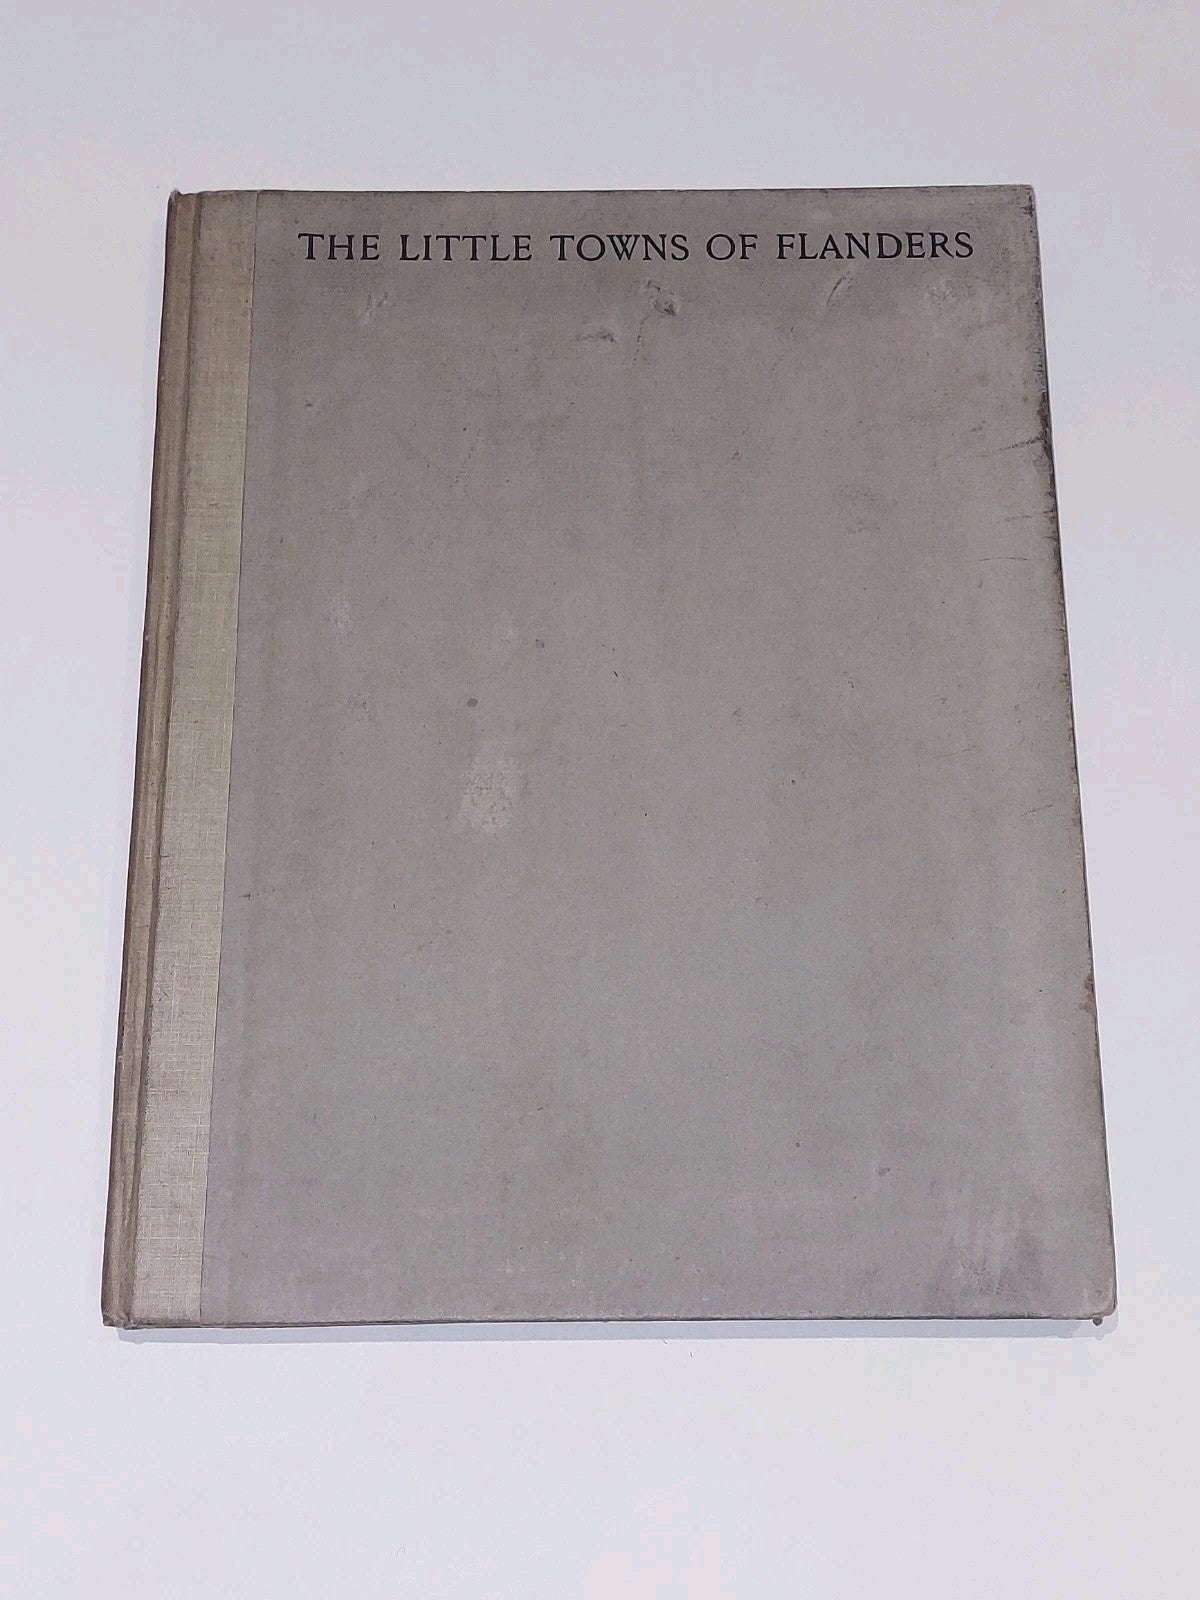 THE LITTLE TOWNS OF FLANDERS